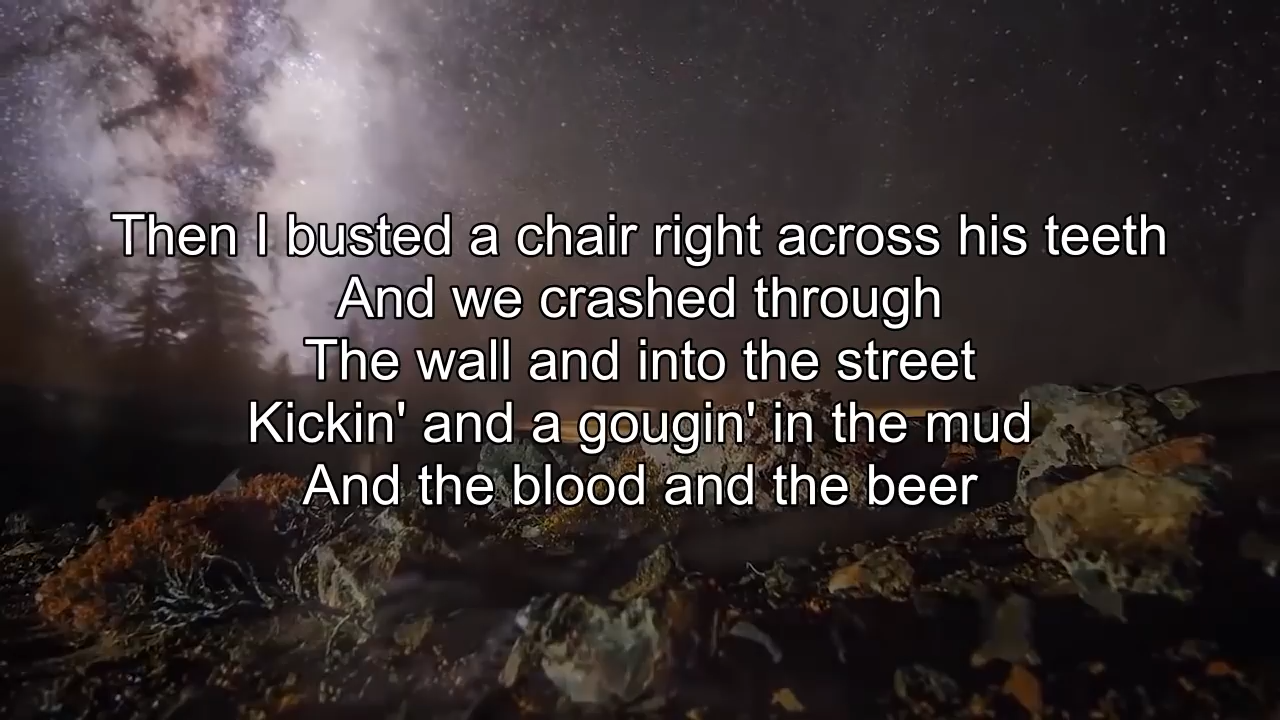 Then I busted a chair right across his teeth
And we crashed through
The wall and into the street
Kickin' and a gougin' in the mud
And the blood and the beer